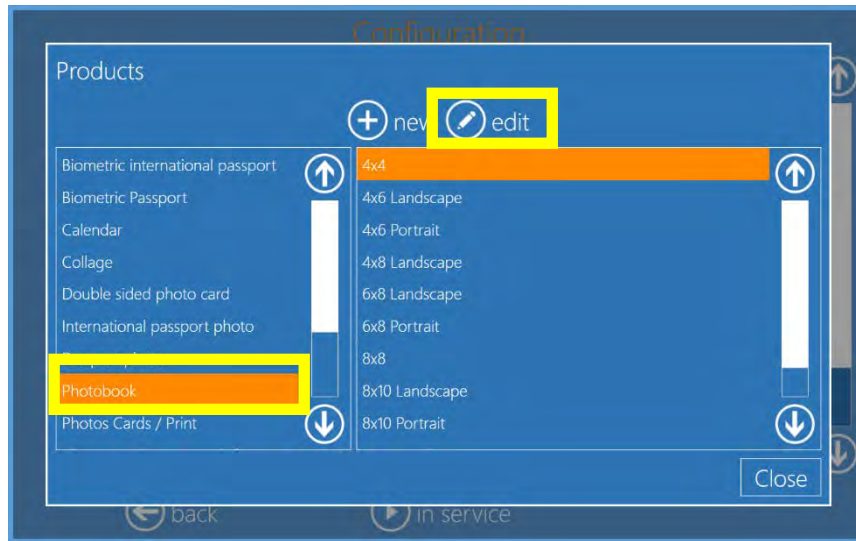 Configuration
Products
new edit
Biometric international passport
Biometric Passport
Calendar
Collage
Double sided photo card
International passport photo
Photobook
Photos Cards / Print
4x4
4x6 Landscape
4x6 Portrait
4x8 Landscape
6x8 Landscape
6x8 Portrait
8x8
8x10 Landscape
8x10 Portrait
Close
back in service